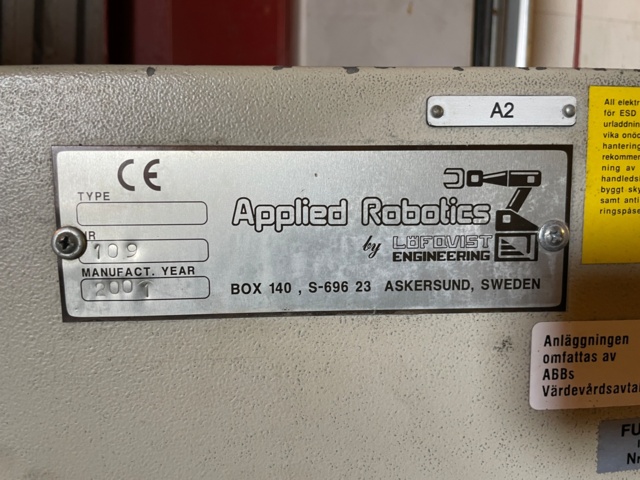 A2
CE
TYPE
NR
109
MANUFACT. YEAR
2001
Applied Robotics
by LÖFQVIST
ENGINEERING
BOX 140 , S-696 23 ASKERSUND, SWEDEN
All elektr
för ESD
urladdnin
vika onöd
hantering
rekommer
ning av
handledsl
byggt sky
samt anti
ringspåse
Anläggningen
omfattas av
ABBs
Värdevårdsavta
FU
Nr